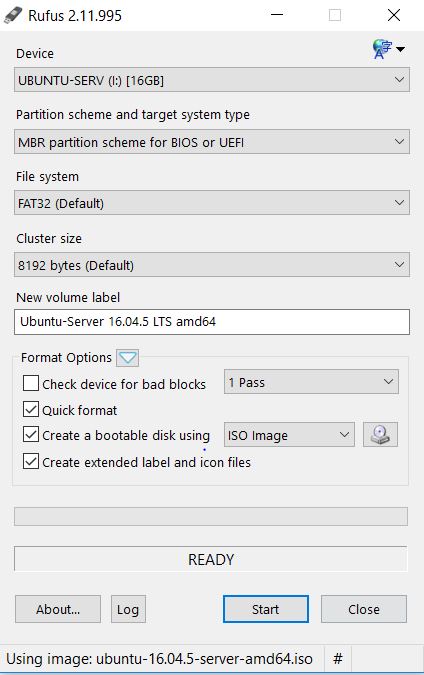 Rufus 2.11.995
Device
UBUNTU-SERV (I:) [16GB]
Partition scheme and target system type
MBR partition scheme for BIOS or UEFI
File system
FAT32 (Default)
Cluster size
8192 bytes (Default)
New volume label
Ubuntu-Server 16.04.5 LTS amd64
Format Options
Check device for bad blocks 1 Pass
Quick format
Create a bootable disk using ISO Image
Create extended label and icon files
READY
About... Log Start Close
Using image: ubuntu-16.04.5-server-amd64.iso #